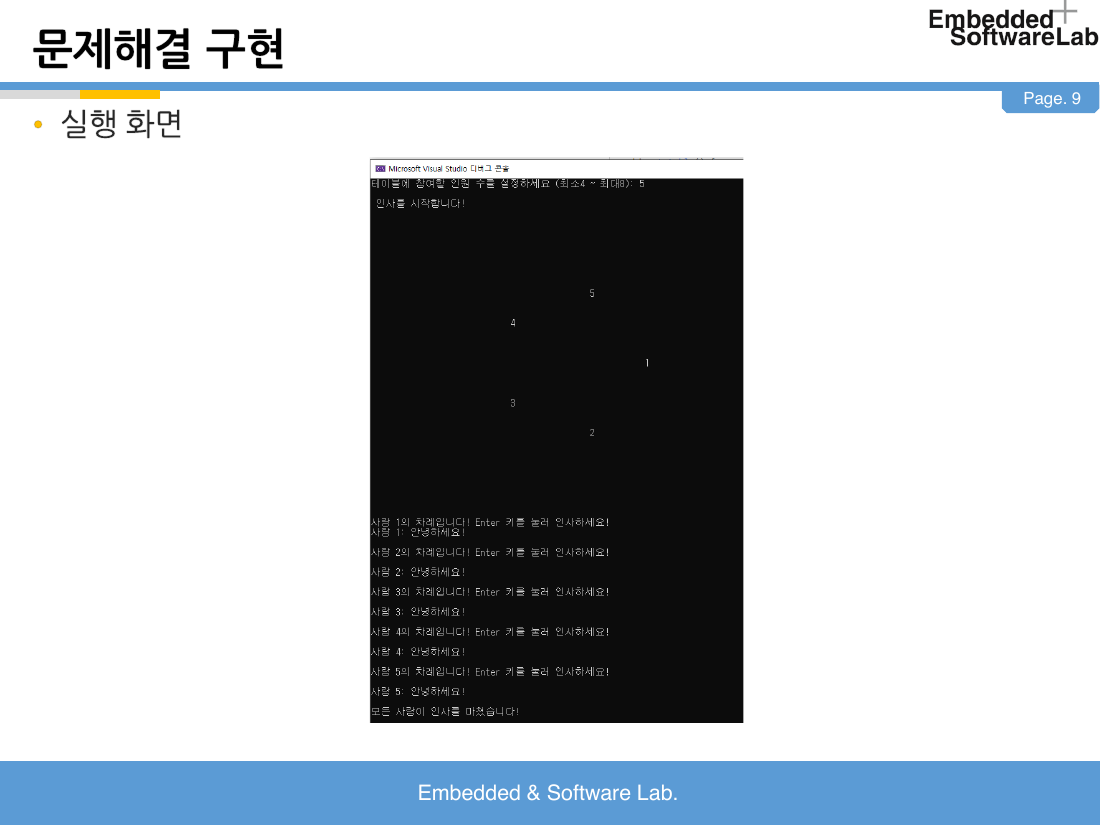 문제해결 구현
Embedded
SoftwareLab
Page. 9
실행 화면
Microsoft Visual Studio 디버그 콘솔
테이블에 참여할 인원 수를 설정하세요 (최소4 ~ 최대8): 5
인사를 시작합니다!
5
4
1
3
2
사람 1의 차례입니다! Enter 키를 눌러 인사하세요!
사람 1: 안녕하세요!
사람 2의 차례입니다! Enter 키를 눌러 인사하세요!
사람 2: 안녕하세요!
사람 3의 차례입니다! Enter 키를 눌러 인사하세요!
사람 3: 안녕하세요!
사람 4의 차례입니다! Enter 키를 눌러 인사하세요!
사람 4: 안녕하세요!
사람 5의 차례입니다! Enter 키를 눌러 인사하세요!
사람 5: 안녕하세요!
모든 사람이 인사를 마쳤습니다!
Embedded & Software Lab.